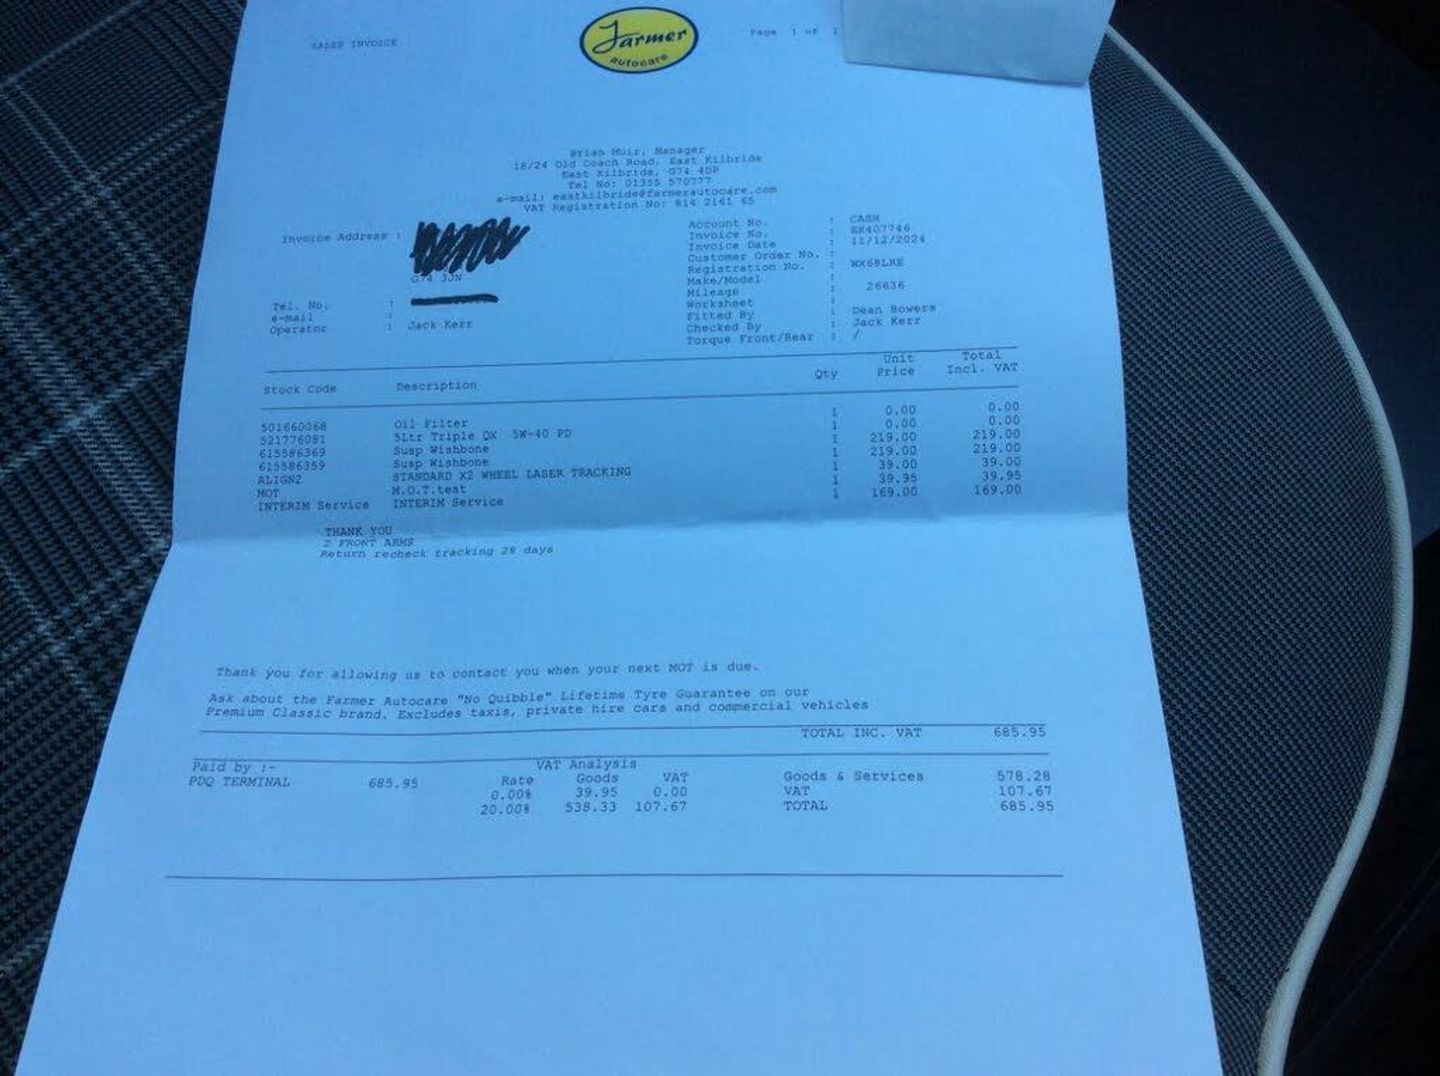 SALES INVOICE
Farmer
autocare
Page 1 of 1
Brian Muir, Manager
18/24 Old Coach Road, East Kilbride
East Kilbride, G74 4DP
Tel No: 01355 570777
e-mail: eastkilbride@farmerautocare.com
VAT Registration No: 814 2161 65
Invoice Address :
G74 3JN
Tel. No. :
e-mail :
Operator : Jack Kerr
Account No. : CASH
Invoice No. : EK407746
Invoice Date : 11/12/2024
Customer Order No. :
Registration No. : WX68LRE
Make/Model :
Mileage : 26636
Worksheet :
Fitted By : Dean Bowers
Checked By : Jack Kerr
Torque Front/Rear : /
Stock Code Description Qty Unit Price Total Incl. VAT
501660068 Oil Filter 1 0.00 0.00
521776081 5Ltr Triple QX 5W-40 PD 1 0.00 0.00
615586369 Susp Wishbone 1 219.00 219.00
615586359 Susp Wishbone 1 219.00 219.00
ALIGN2 STANDARD X2 WHEEL LASER TRACKING 1 39.00 39.00
MOT M.O.T.test 1 39.95 39.95
INTERIM Service INTERIM Service 1 169.00 169.00
THANK YOU
2 FRONT ARMS
Return recheck tracking 28 days
Thank you for allowing us to contact you when your next MOT is due.
Ask about the Farmer Autocare "No Quibble" Lifetime Tyre Guarantee on our
Premium Classic brand. Excludes taxis, private hire cars and commercial vehicles
TOTAL INC. VAT 685.95
Paid by :-
PDQ TERMINAL 685.95
VAT Analysis
Rate Goods VAT
0.00% 39.95 0.00
20.00% 538.33 107.67
Goods & Services 578.28
VAT 107.67
TOTAL 685.95